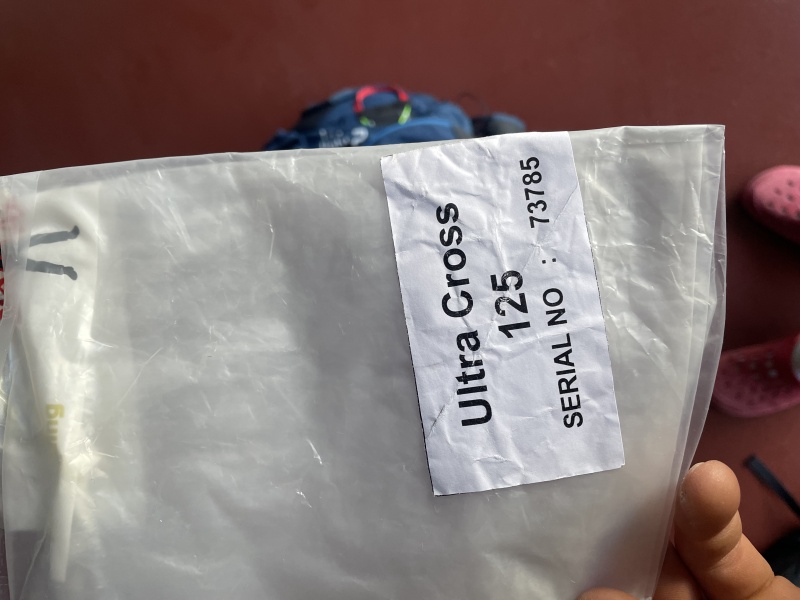 Ultra Cross
125
SERIAL NO : 73785